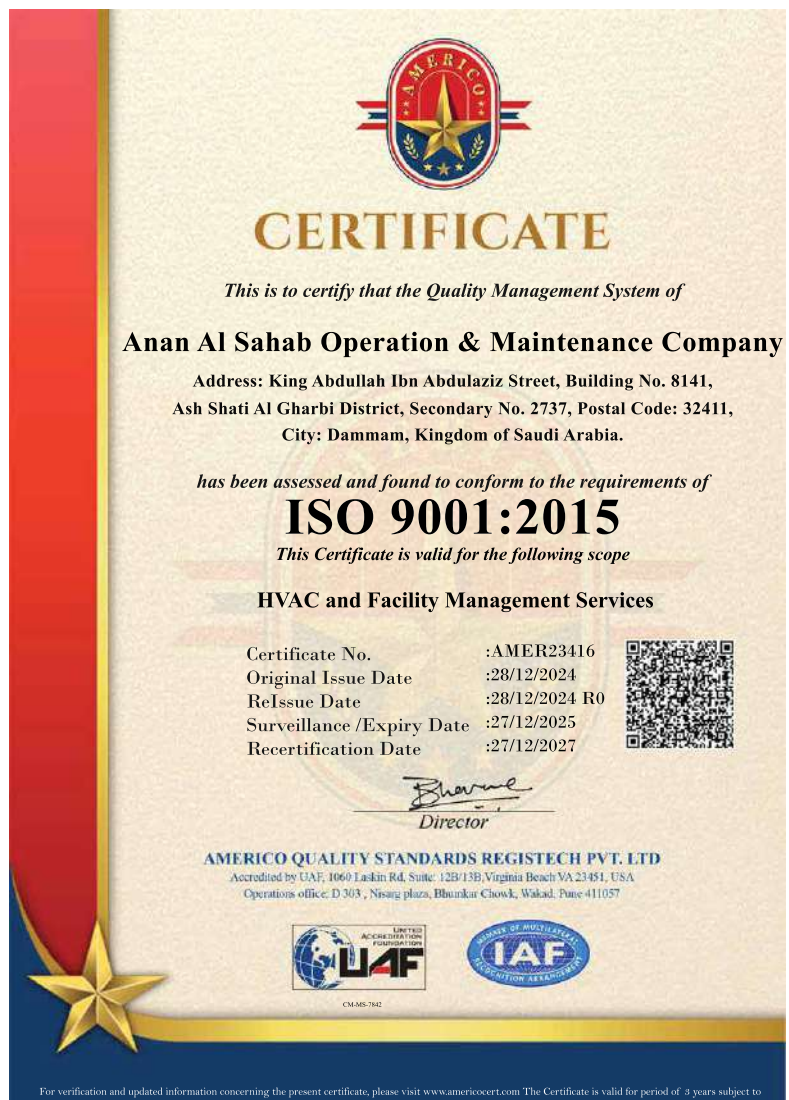 AMERICO
CERTIFICATE
This is to certify that the Quality Management System of
Anan Al Sahab Operation & Maintenance Company
Address: King Abdullah Ibn Abdulaziz Street, Building No. 8141,
Ash Shati Al Gharbi District, Secondary No. 2737, Postal Code: 32411,
City: Dammam, Kingdom of Saudi Arabia.
has been assessed and found to conform to the requirements of
ISO 9001:2015
This Certificate is valid for the following scope
HVAC and Facility Management Services
Certificate No. :AMER23416
Original Issue Date :28/12/2024
ReIssue Date :28/12/2024 R0
Surveillance /Expiry Date :27/12/2025
Recertification Date :27/12/2027
Bhavne
Director
AMERICO QUALITY STANDARDS REGISTECH PVT. LTD
Accredited by UAF, 1060 Laskin Rd, Suite: 12B/13B,Virginia Beach VA 23451, USA
Operations office: D 303 , Nisarg plaza, Bhumkar Chowk, Wakad, Pune 411057
UNITED
ACCREDITATION
FOUNDATION
UAF
MEMBER OF MULTILATERAL
IAF
RECOGNITION ARRANGEMENT
CM-MS-7842
For verification and updated information concerning the present certificate, please visit www.americocert.com The Certificate is valid for period of 3 years subject to